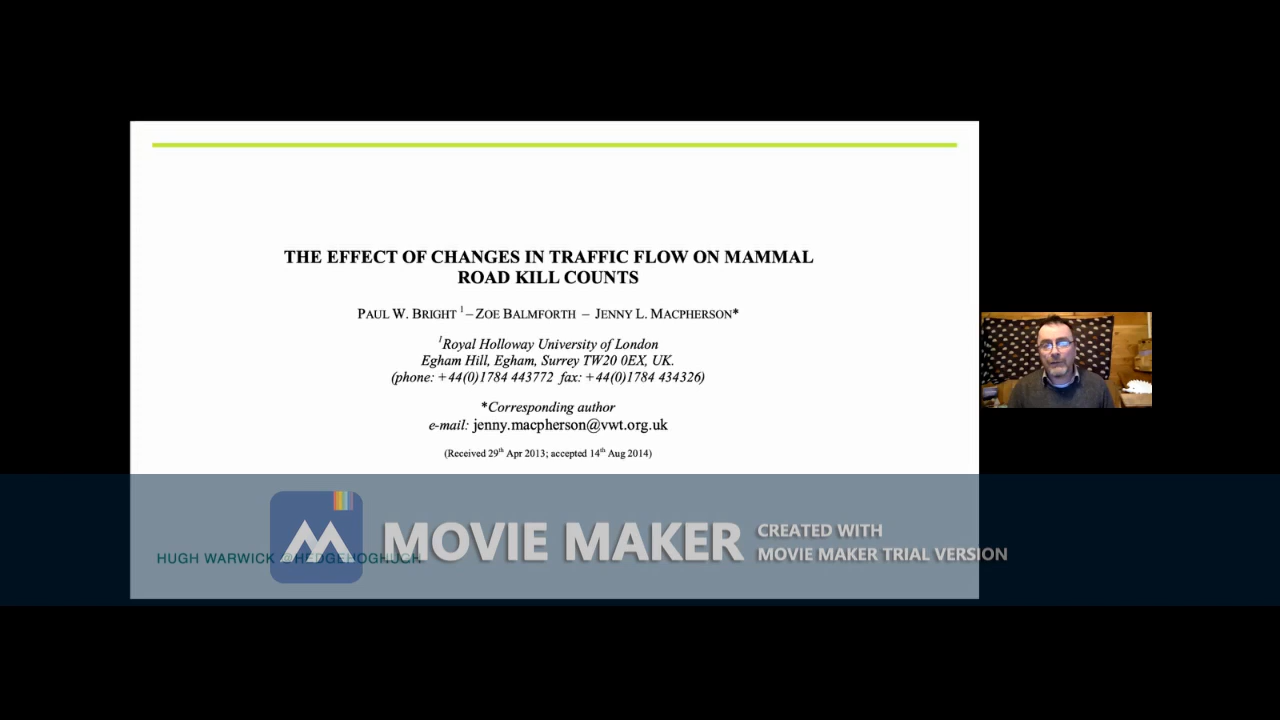 THE EFFECT OF CHANGES IN TRAFFIC FLOW ON MAMMAL
ROAD KILL COUNTS
PAUL W. BRIGHT 1 – ZOE BALMFORTH – JENNY L. MACPHERSON*
1Royal Holloway University of London
Egham Hill, Egham, Surrey TW20 0EX, UK.
(phone: +44(0)1784 443772 fax: +44(0)1784 434326)
*Corresponding author
e-mail: jenny.macpherson@vwt.org.uk
(Received 29th Apr 2013; accepted 14th Aug 2014)
HUGH WARWICK @HEDGEHOGHUGH
MOVIE MAKER
CREATED WITH
MOVIE MAKER TRIAL VERSION